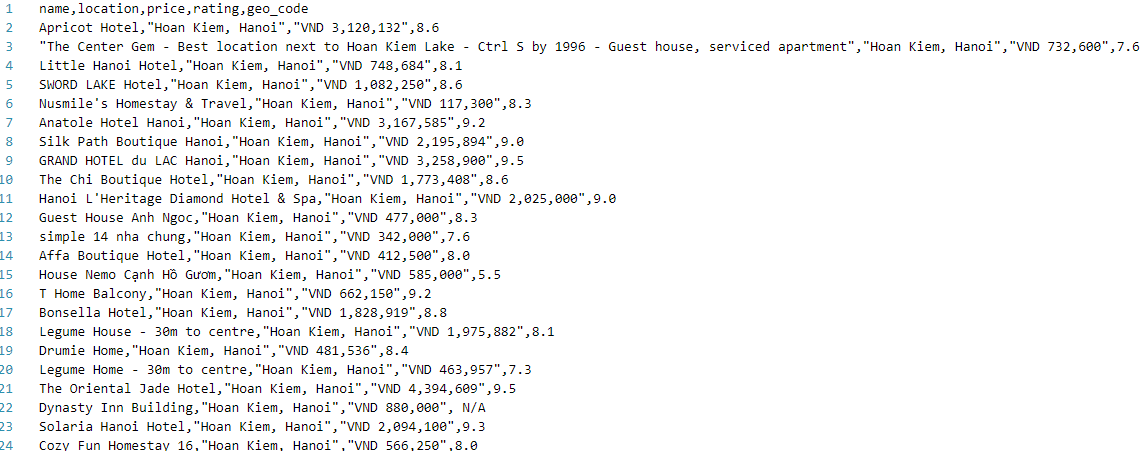 1 name,location,price,rating,geo_code
2 Apricot Hotel,"Hoan Kiem, Hanoi","VND 3,120,132",8.6
3 "The Center Gem - Best location next to Hoan Kiem Lake - Ctrl S by 1996 - Guest house, serviced apartment","Hoan Kiem, Hanoi","VND 732,600",7.6
4 Little Hanoi Hotel,"Hoan Kiem, Hanoi","VND 748,684",8.1
5 SWORD LAKE Hotel,"Hoan Kiem, Hanoi","VND 1,082,250",8.6
6 Nusmile's Homestay & Travel,"Hoan Kiem, Hanoi","VND 117,300",8.3
7 Anatole Hotel Hanoi,"Hoan Kiem, Hanoi","VND 3,167,585",9.2
8 Silk Path Boutique Hanoi,"Hoan Kiem, Hanoi","VND 2,195,894",9.0
9 GRAND HOTEL du LAC Hanoi,"Hoan Kiem, Hanoi","VND 3,258,900",9.5
10 The Chi Boutique Hotel,"Hoan Kiem, Hanoi","VND 1,773,408",8.6
11 Hanoi L'Heritage Diamond Hotel & Spa,"Hoan Kiem, Hanoi","VND 2,025,000",9.0
12 Guest House Anh Ngoc,"Hoan Kiem, Hanoi","VND 477,000",8.3
13 simple 14 nha chung,"Hoan Kiem, Hanoi","VND 342,000",7.6
14 Affa Boutique Hotel,"Hoan Kiem, Hanoi","VND 412,500",8.0
15 House Nemo Cạnh Hồ Gươm,"Hoan Kiem, Hanoi","VND 585,000",5.5
16 T Home Balcony,"Hoan Kiem, Hanoi","VND 662,150",9.2
17 Bonsella Hotel,"Hoan Kiem, Hanoi","VND 1,828,919",8.8
18 Legume House - 30m to centre,"Hoan Kiem, Hanoi","VND 1,975,882",8.1
19 Drumie Home,"Hoan Kiem, Hanoi","VND 481,536",8.4
20 Legume Home - 30m to centre,"Hoan Kiem, Hanoi","VND 463,957",7.3
21 The Oriental Jade Hotel,"Hoan Kiem, Hanoi","VND 4,394,609",9.5
22 Dynasty Inn Building,"Hoan Kiem, Hanoi","VND 880,000", N/A
23 Solaria Hanoi Hotel,"Hoan Kiem, Hanoi","VND 2,094,100",9.3
24 Cozy Fun Homestay 16,"Hoan Kiem, Hanoi","VND 566,250",8.0